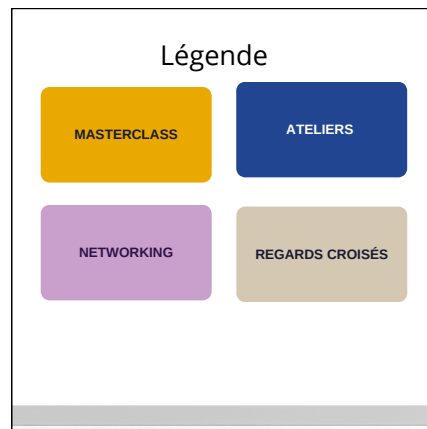 Légende
MASTERCLASS
ATELIERS
NETWORKING
REGARDS CROISÉS